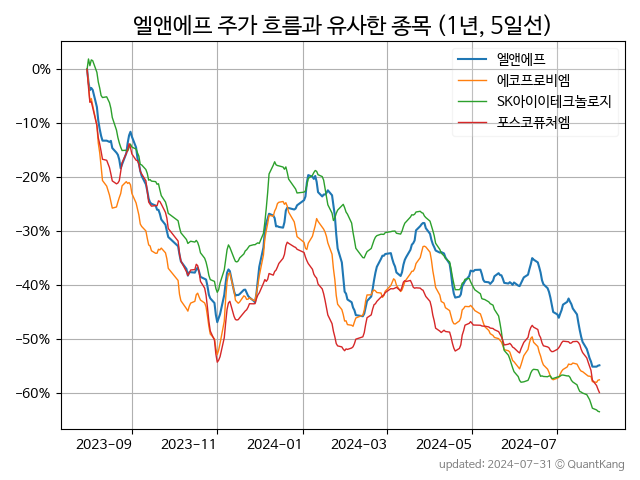 엘앤에프 주가 흐름과 유사한 종목 (1년, 5일선)
엘앤에프
에코프로비엠
SK아이이테크놀로지
포스코퓨처엠
0%
−10%
−20%
−30%
−40%
−50%
−60%
2023-09 2023-11 2024-01 2024-03 2024-05 2024-07
updated: 2024-07-31 © QuantKang